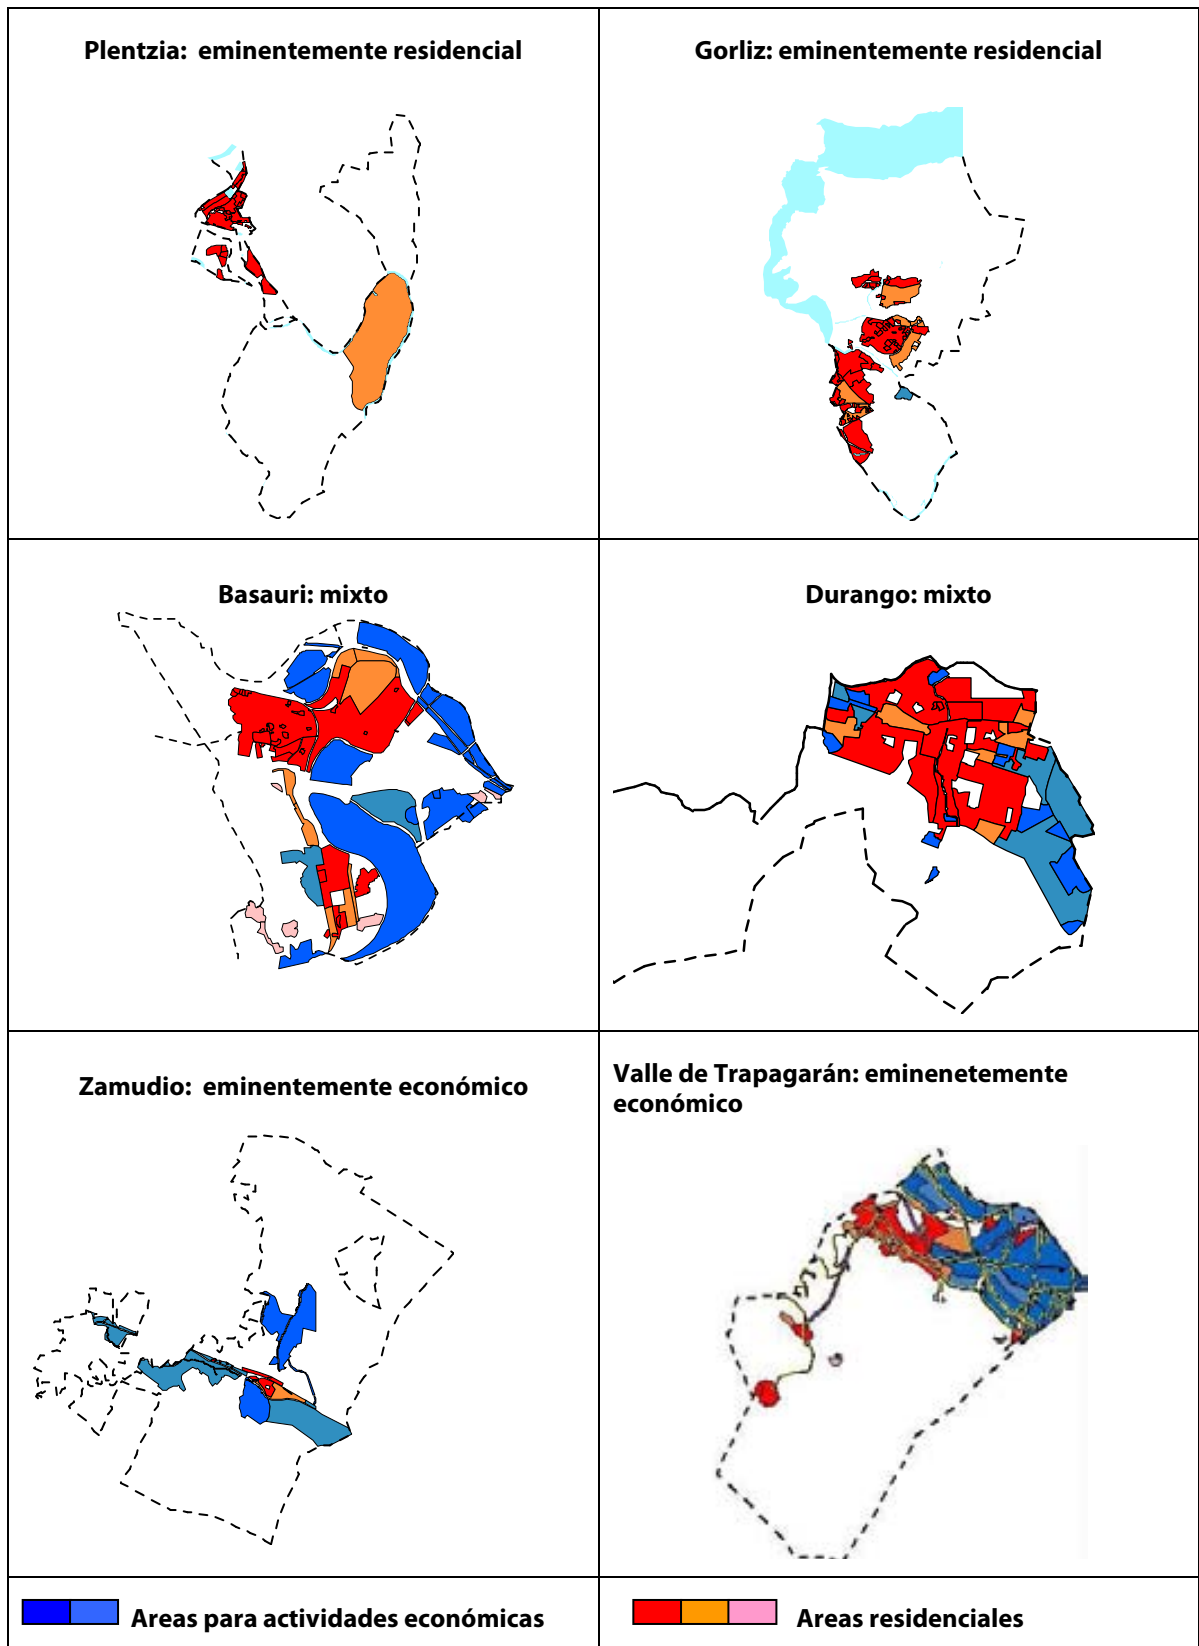 Plentzia: eminentemente residencial
Gorliz: eminentemente residencial
Basauri: mixto
Durango: mixto
Zamudio: eminentemente económico
Valle de Trapagarán: eminenetemente
económico
Areas para actividades económicas
Areas residenciales